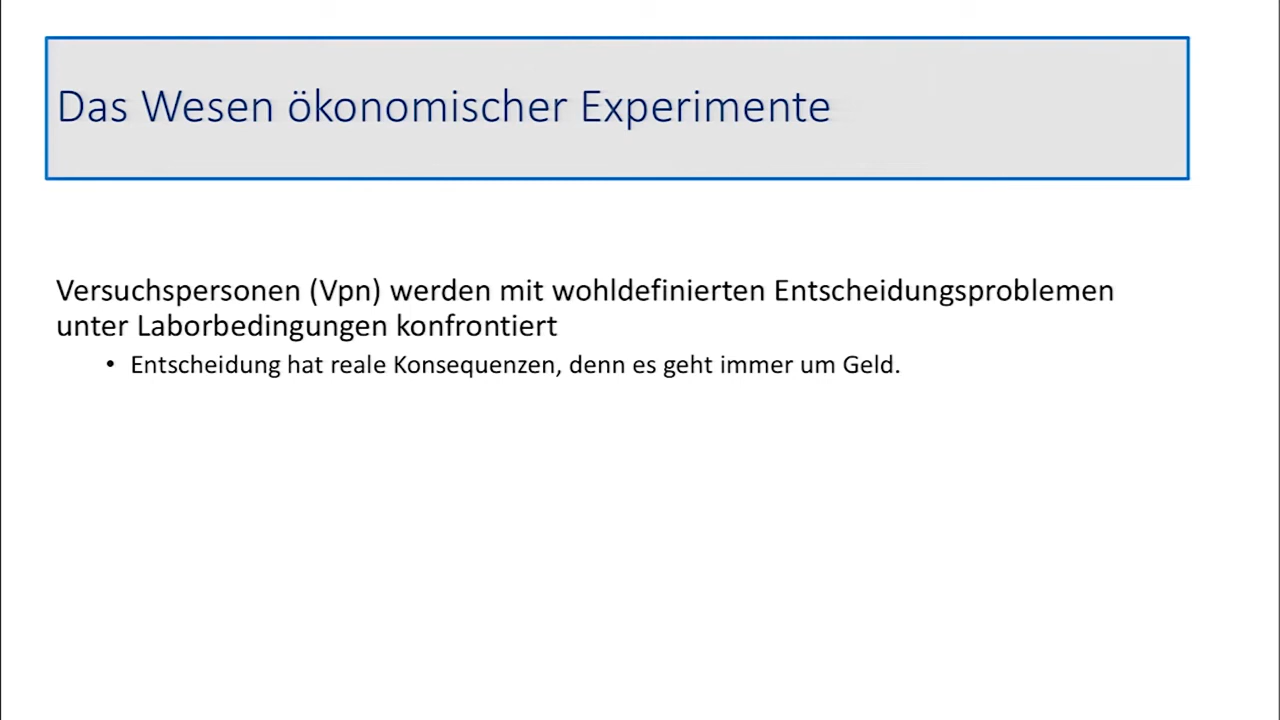 Das Wesen ökonomischer Experimente
Versuchspersonen (Vpn) werden mit wohldefinierten Entscheidungsproblemen
unter Laborbedingungen konfrontiert
• Entscheidung hat reale Konsequenzen, denn es geht immer um Geld.